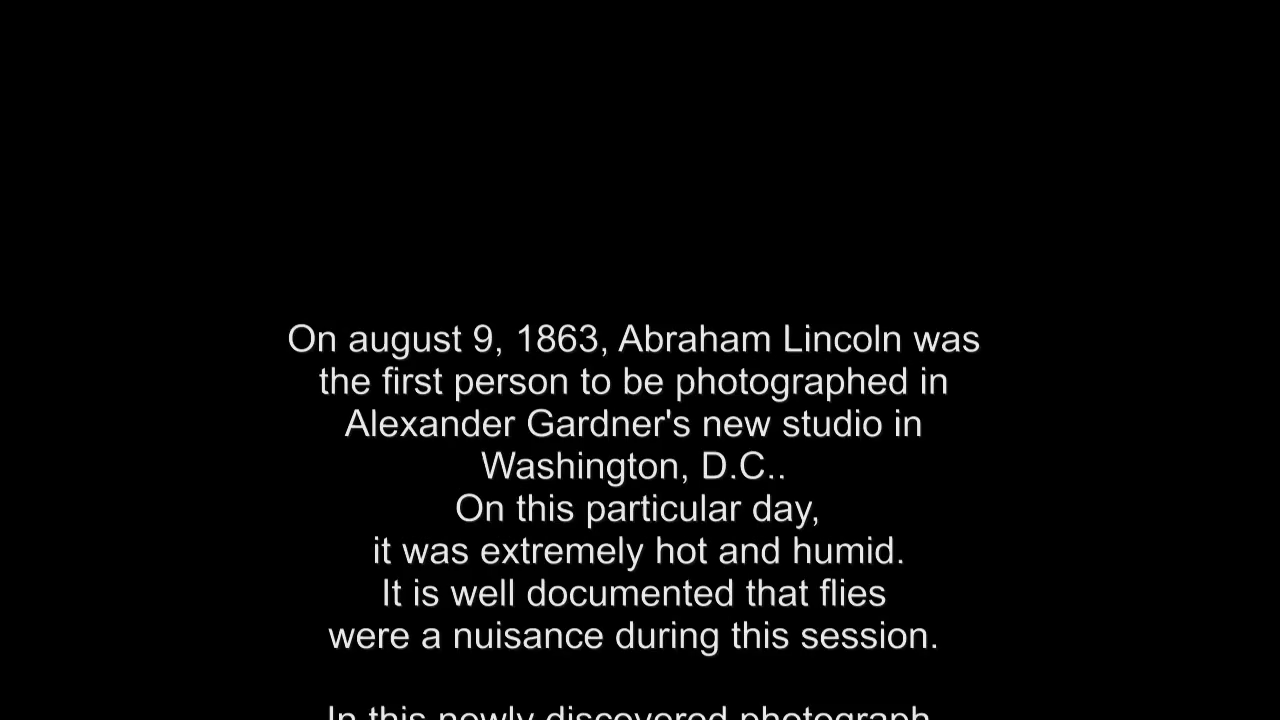 On august 9, 1863, Abraham Lincoln was
the first person to be photographed in
Alexander Gardner's new studio in
Washington, D.C..
On this particular day,
it was extremely hot and humid.
It is well documented that flies
were a nuisance during this session.
In this newly discovered photograph